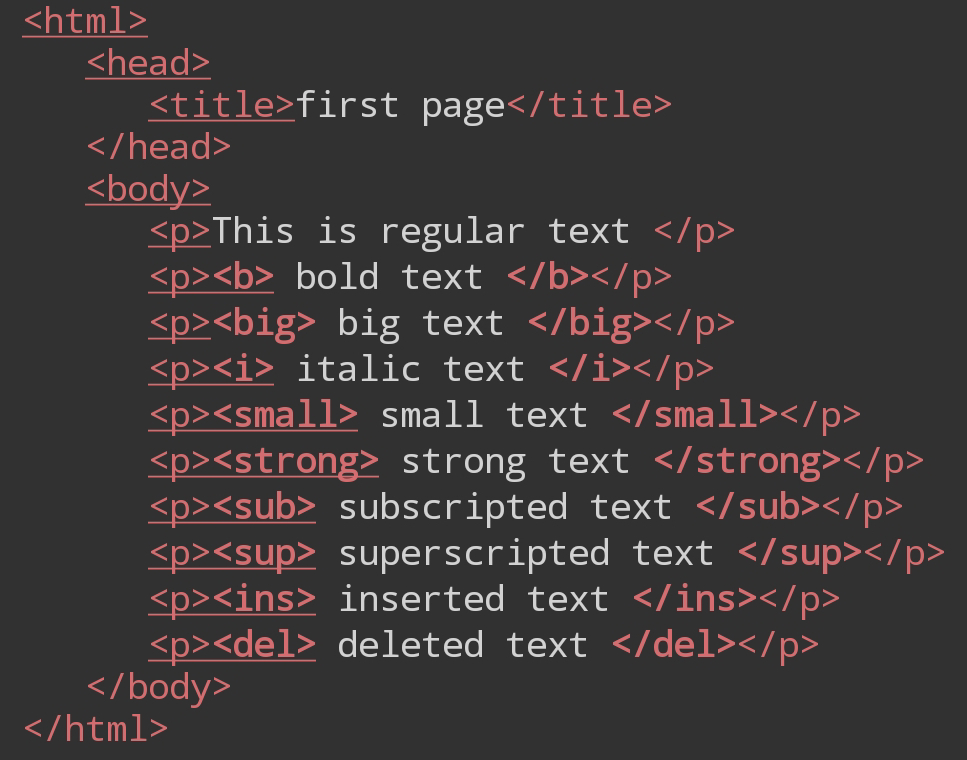 <html>
<head>
<title>first page</title>
</head>
<body>
<p>This is regular text </p>
<p><b> bold text </b></p>
<p><big> big text </big></p>
<p><i> italic text </i></p>
<p><small> small text </small></p>
<p><strong> strong text </strong></p>
<p><sub> subscripted text </sub></p>
<p><sup> superscripted text </sup></p>
<p><ins> inserted text </ins></p>
<p><del> deleted text </del></p>
</body>
</html>